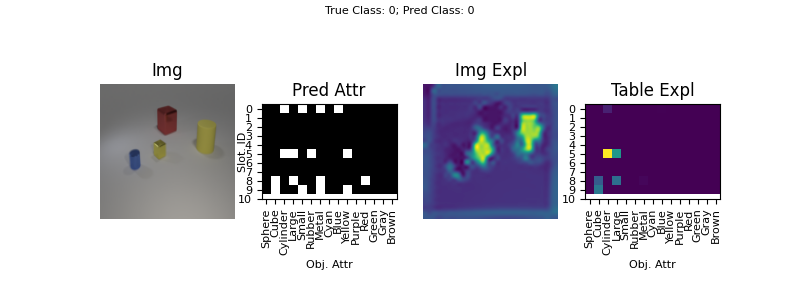 True Class: 0; Pred Class: 0
Img
Pred Attr
Img Expl
Table Expl
Slot. ID
0
1
2
3
4
5
6
7
8
9
10
Sphere
Cube
Cylinder
Large
Small
Rubber
Metal
Cyan
Blue
Yellow
Purple
Red
Green
Gray
Brown
Obj. Attr
0
1
2
3
4
5
6
7
8
9
10
Sphere
Cube
Cylinder
Large
Small
Rubber
Metal
Cyan
Blue
Yellow
Purple
Red
Green
Gray
Brown
Obj. Attr